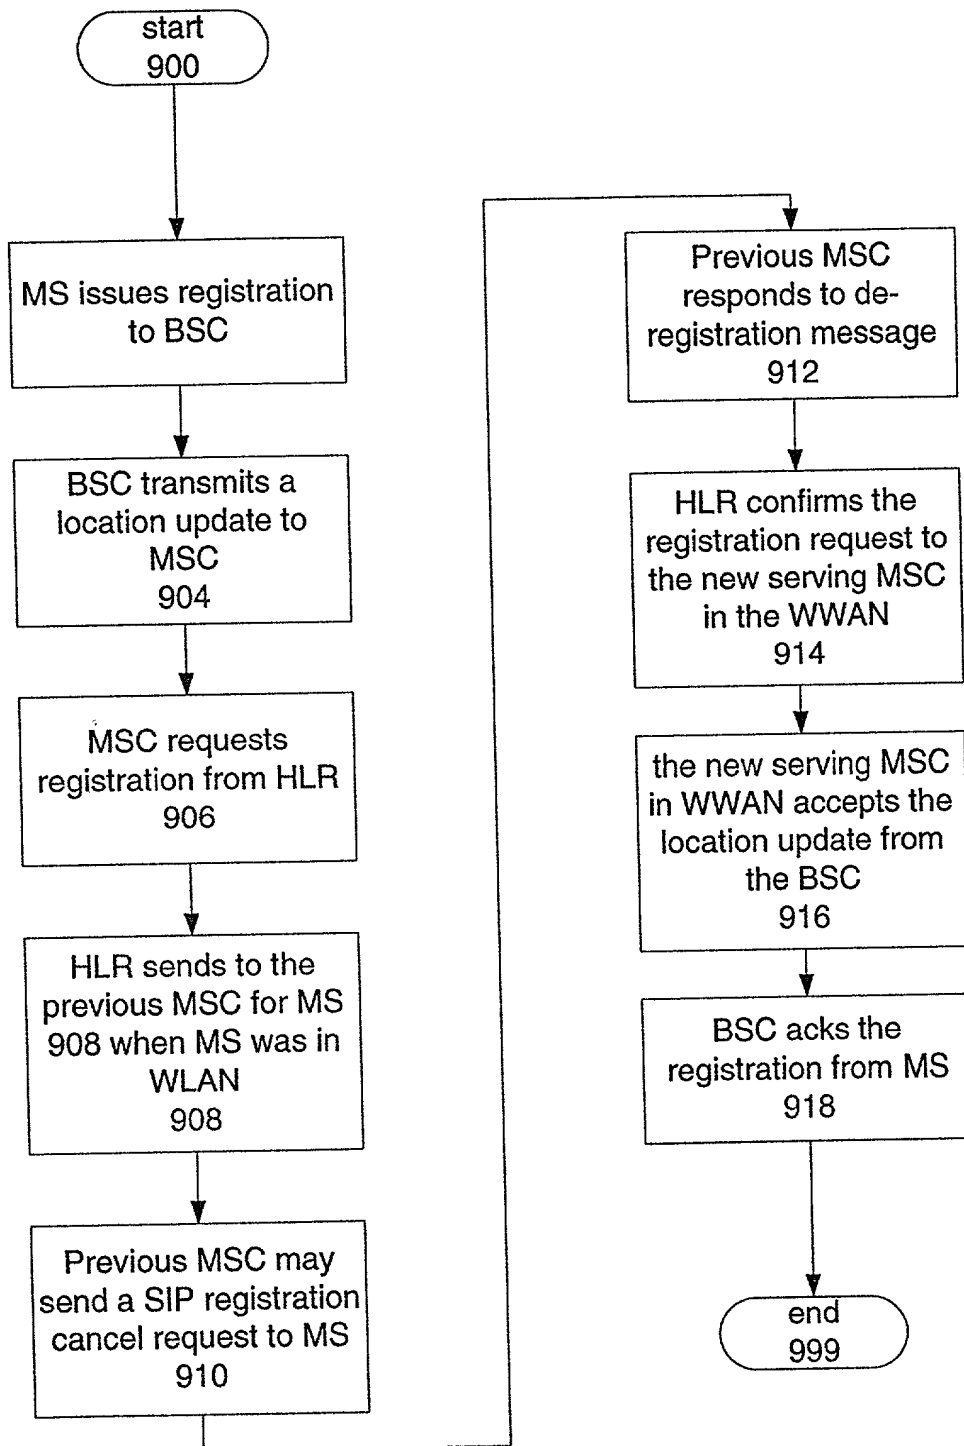 start
900
MS issues registration
to BSC
BSC transmits a
location update to
MSC
904
MSC requests
registration from HLR
906
HLR sends to the
previous MSC for MS
908 when MS was in
WLAN
908
Previous MSC may
send a SIP registration
cancel request to MS
910
Previous MSC
responds to de-
registration message
912
HLR confirms the
registration request to
the new serving MSC
in the WWAN
914
the new serving MSC
in WWAN accepts the
location update from
the BSC
916
BSC acks the
registration from MS
918
end
999